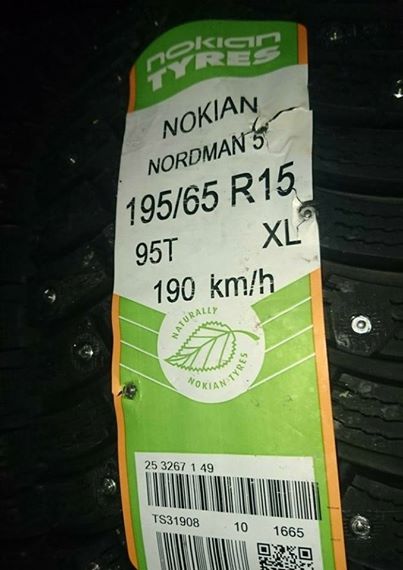 nokian
TYRES
NOKIAN
NORDMAN 5
195/65 R15
95T XL
190 km/h
NATURALLY
NOKIAN TYRES
25 3267 1 49
TS31908 10 1665